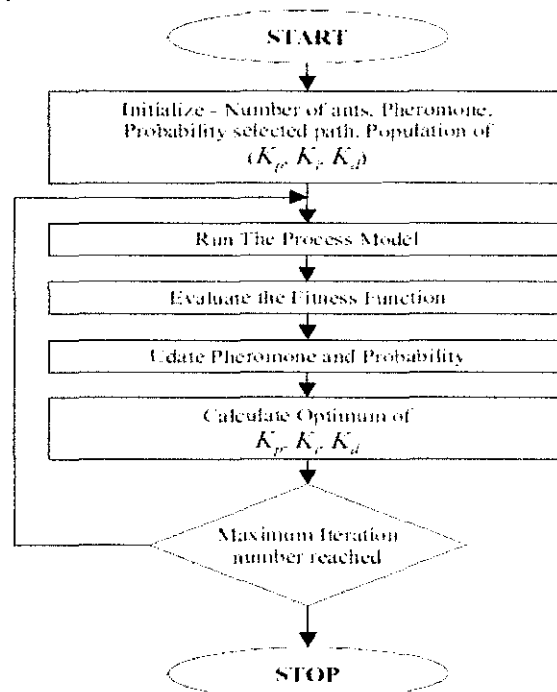 START
Initialize - Number of ants, Pheromone,
Probability selected path, Population of
(Kp, Ki, Kd)
Run The Process Model
Evaluate the Fitness Function
Udate Pheromone and Probability
Calculate Optimum of
Kp, Ki, Kd
Maximum Iteration
number reached
STOP